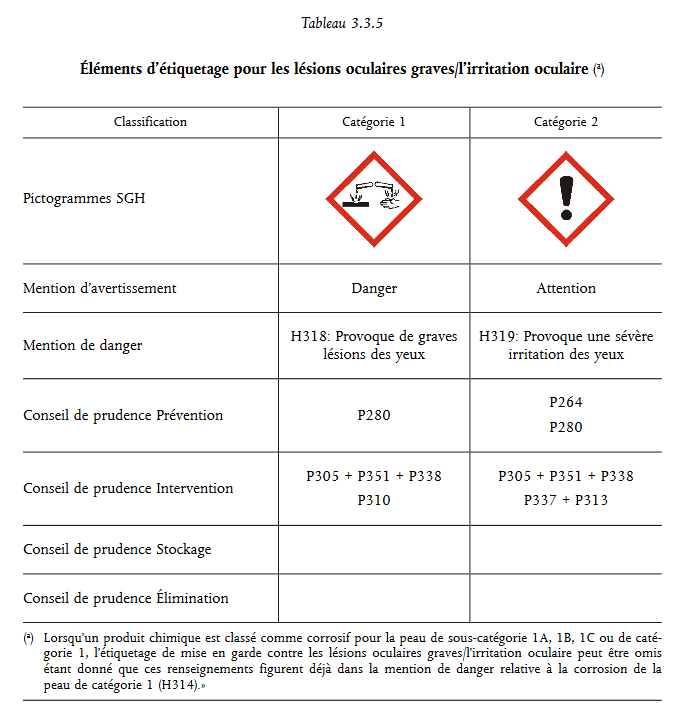 Tableau 3.3.5
Éléments d'étiquetage pour les lésions oculaires graves/l'irritation oculaire (ª)
Classification Catégorie 1 Catégorie 2
Pictogrammes SGH
Mention d'avertissement Danger Attention
Mention de danger H318: Provoque de graves lésions des yeux H319: Provoque une sévère irritation des yeux
Conseil de prudence Prévention P280 P264
P280
Conseil de prudence Intervention P305 + P351 + P338
P310 P305 + P351 + P338
P337 + P313
Conseil de prudence Stockage
Conseil de prudence Élimination
(ª) Lorsqu'un produit chimique est classé comme corrosif pour la peau de sous-catégorie 1A, 1B, 1C ou de caté-
gorie 1, l'étiquetage de mise en garde contre les lésions oculaires graves/l'irritation oculaire peut être omis
étant donné que ces renseignements figurent déjà dans la mention de danger relative à la corrosion de la
peau de catégorie 1 (H314).»